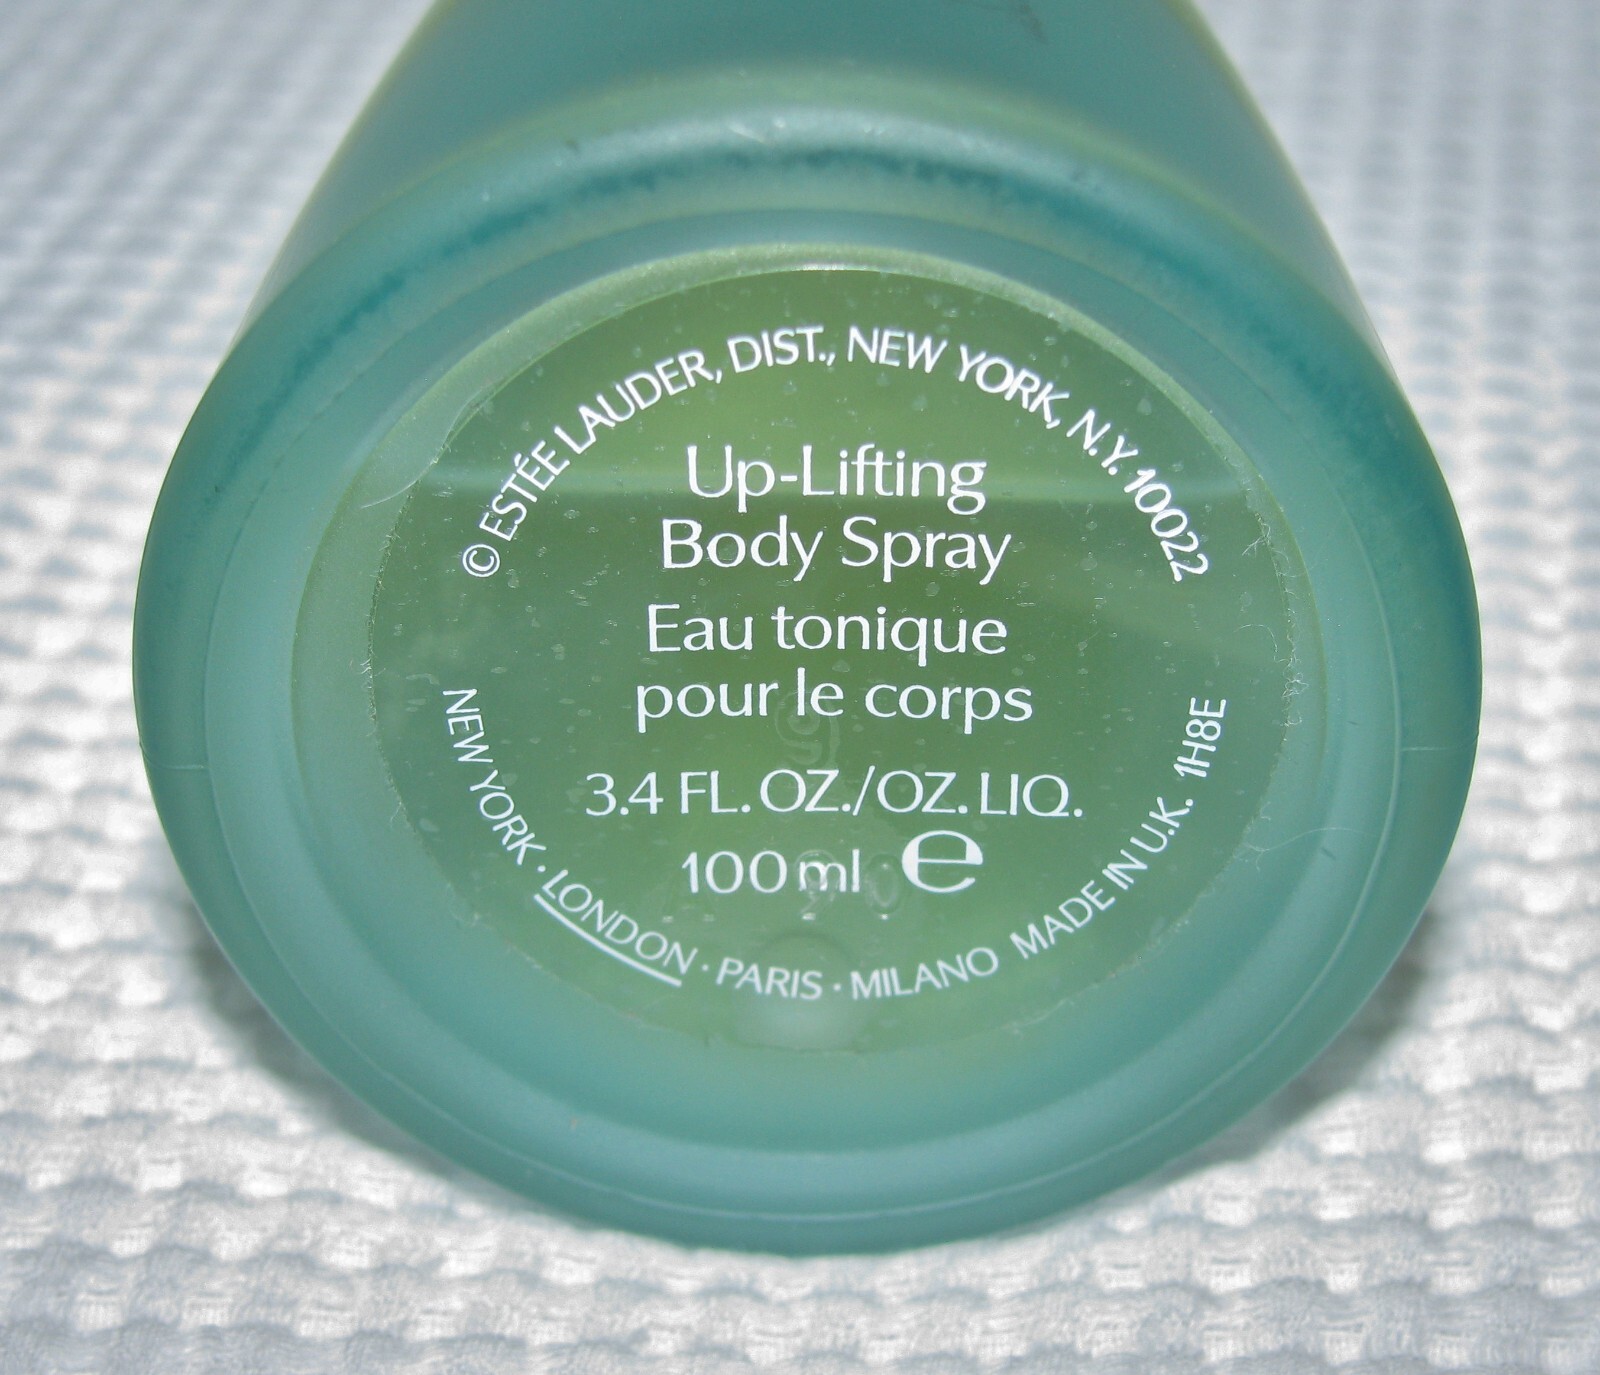 © ESTÉE LAUDER, DIST., NEW YORK, N.Y. 10022
Up-Lifting
Body Spray
Eau tonique
pour le corps
3.4 FL. OZ./OZ. LIQ.
100 ml e
NEW YORK · LONDON · PARIS · MILANO MADE IN U.K. 1H8E